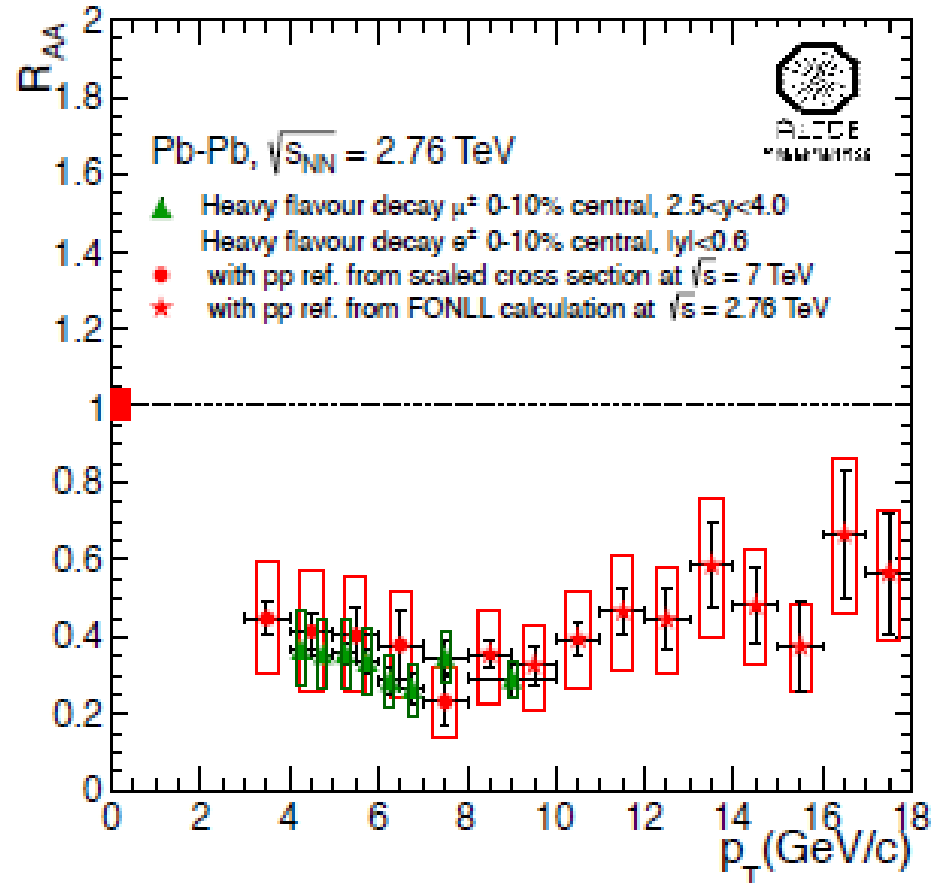 R_AA
2
1.8
1.6
1.4
1.2
1
0.8
0.6
0.4
0.2
0
Pb-Pb, √s_NN = 2.76 TeV
Heavy flavour decay μ± 0-10% central, 2.5<y<4.0
Heavy flavour decay e± 0-10% central, |y|<0.6
with pp ref. from scaled cross section at √s = 7 TeV
with pp ref. from FONLL calculation at √s = 2.76 TeV
ALICE
0 2 4 6 8 10 12 14 16 18
p_T(GeV/c)